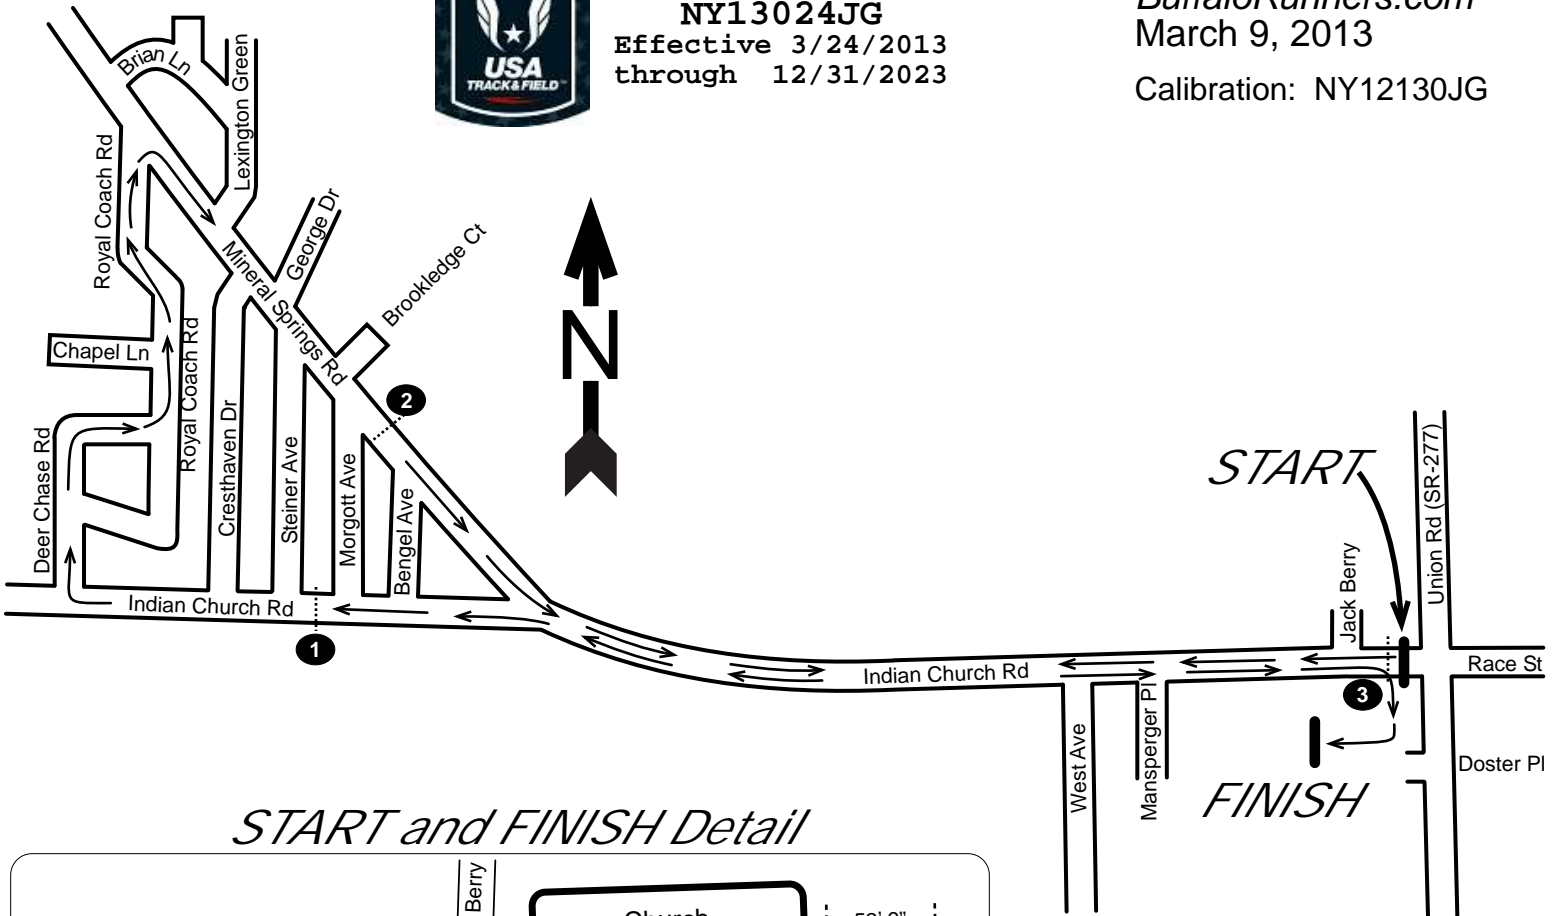 NY13024JG
Effective 3/24/2013
through 12/31/2023
USA
TRACK & FIELD™
BuffaloRunners.com
March 9, 2013
Calibration: NY12130JG
Brian Ln
Lexington Green
Royal Coach Rd
George Dr
Mineral Springs Rd
Brookledge Ct
N
Chapel Ln
Royal Coach Rd
Deer Chase Rd
Cresthaven Dr
Steiner Ave
Morgott Ave
Bengel Ave
2
START
Union Rd (SR-277)
Jack Berry
Indian Church Rd
1
Indian Church Rd
Race St
3
West Ave
Mansperger Pl
Doster Pl
FINISH
START and FINISH Detail
Berry
Church